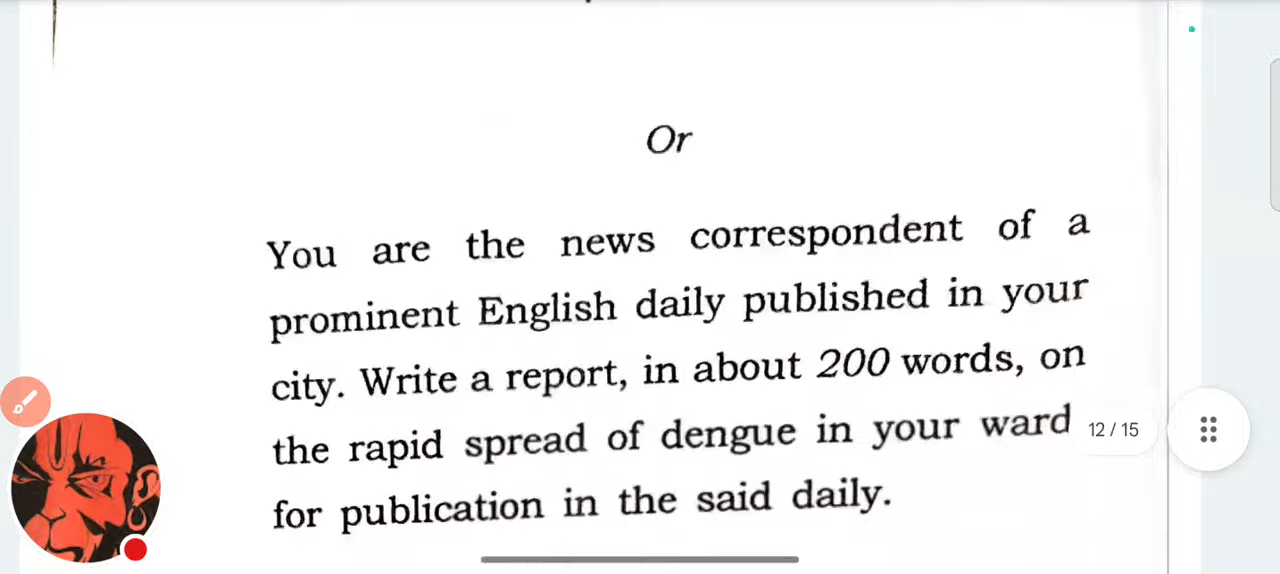 Or
You are the news correspondent of a
prominent English daily published in your
city. Write a report, in about 200 words, on
the rapid spread of dengue in your ward
12 / 15
for publication in the said daily.